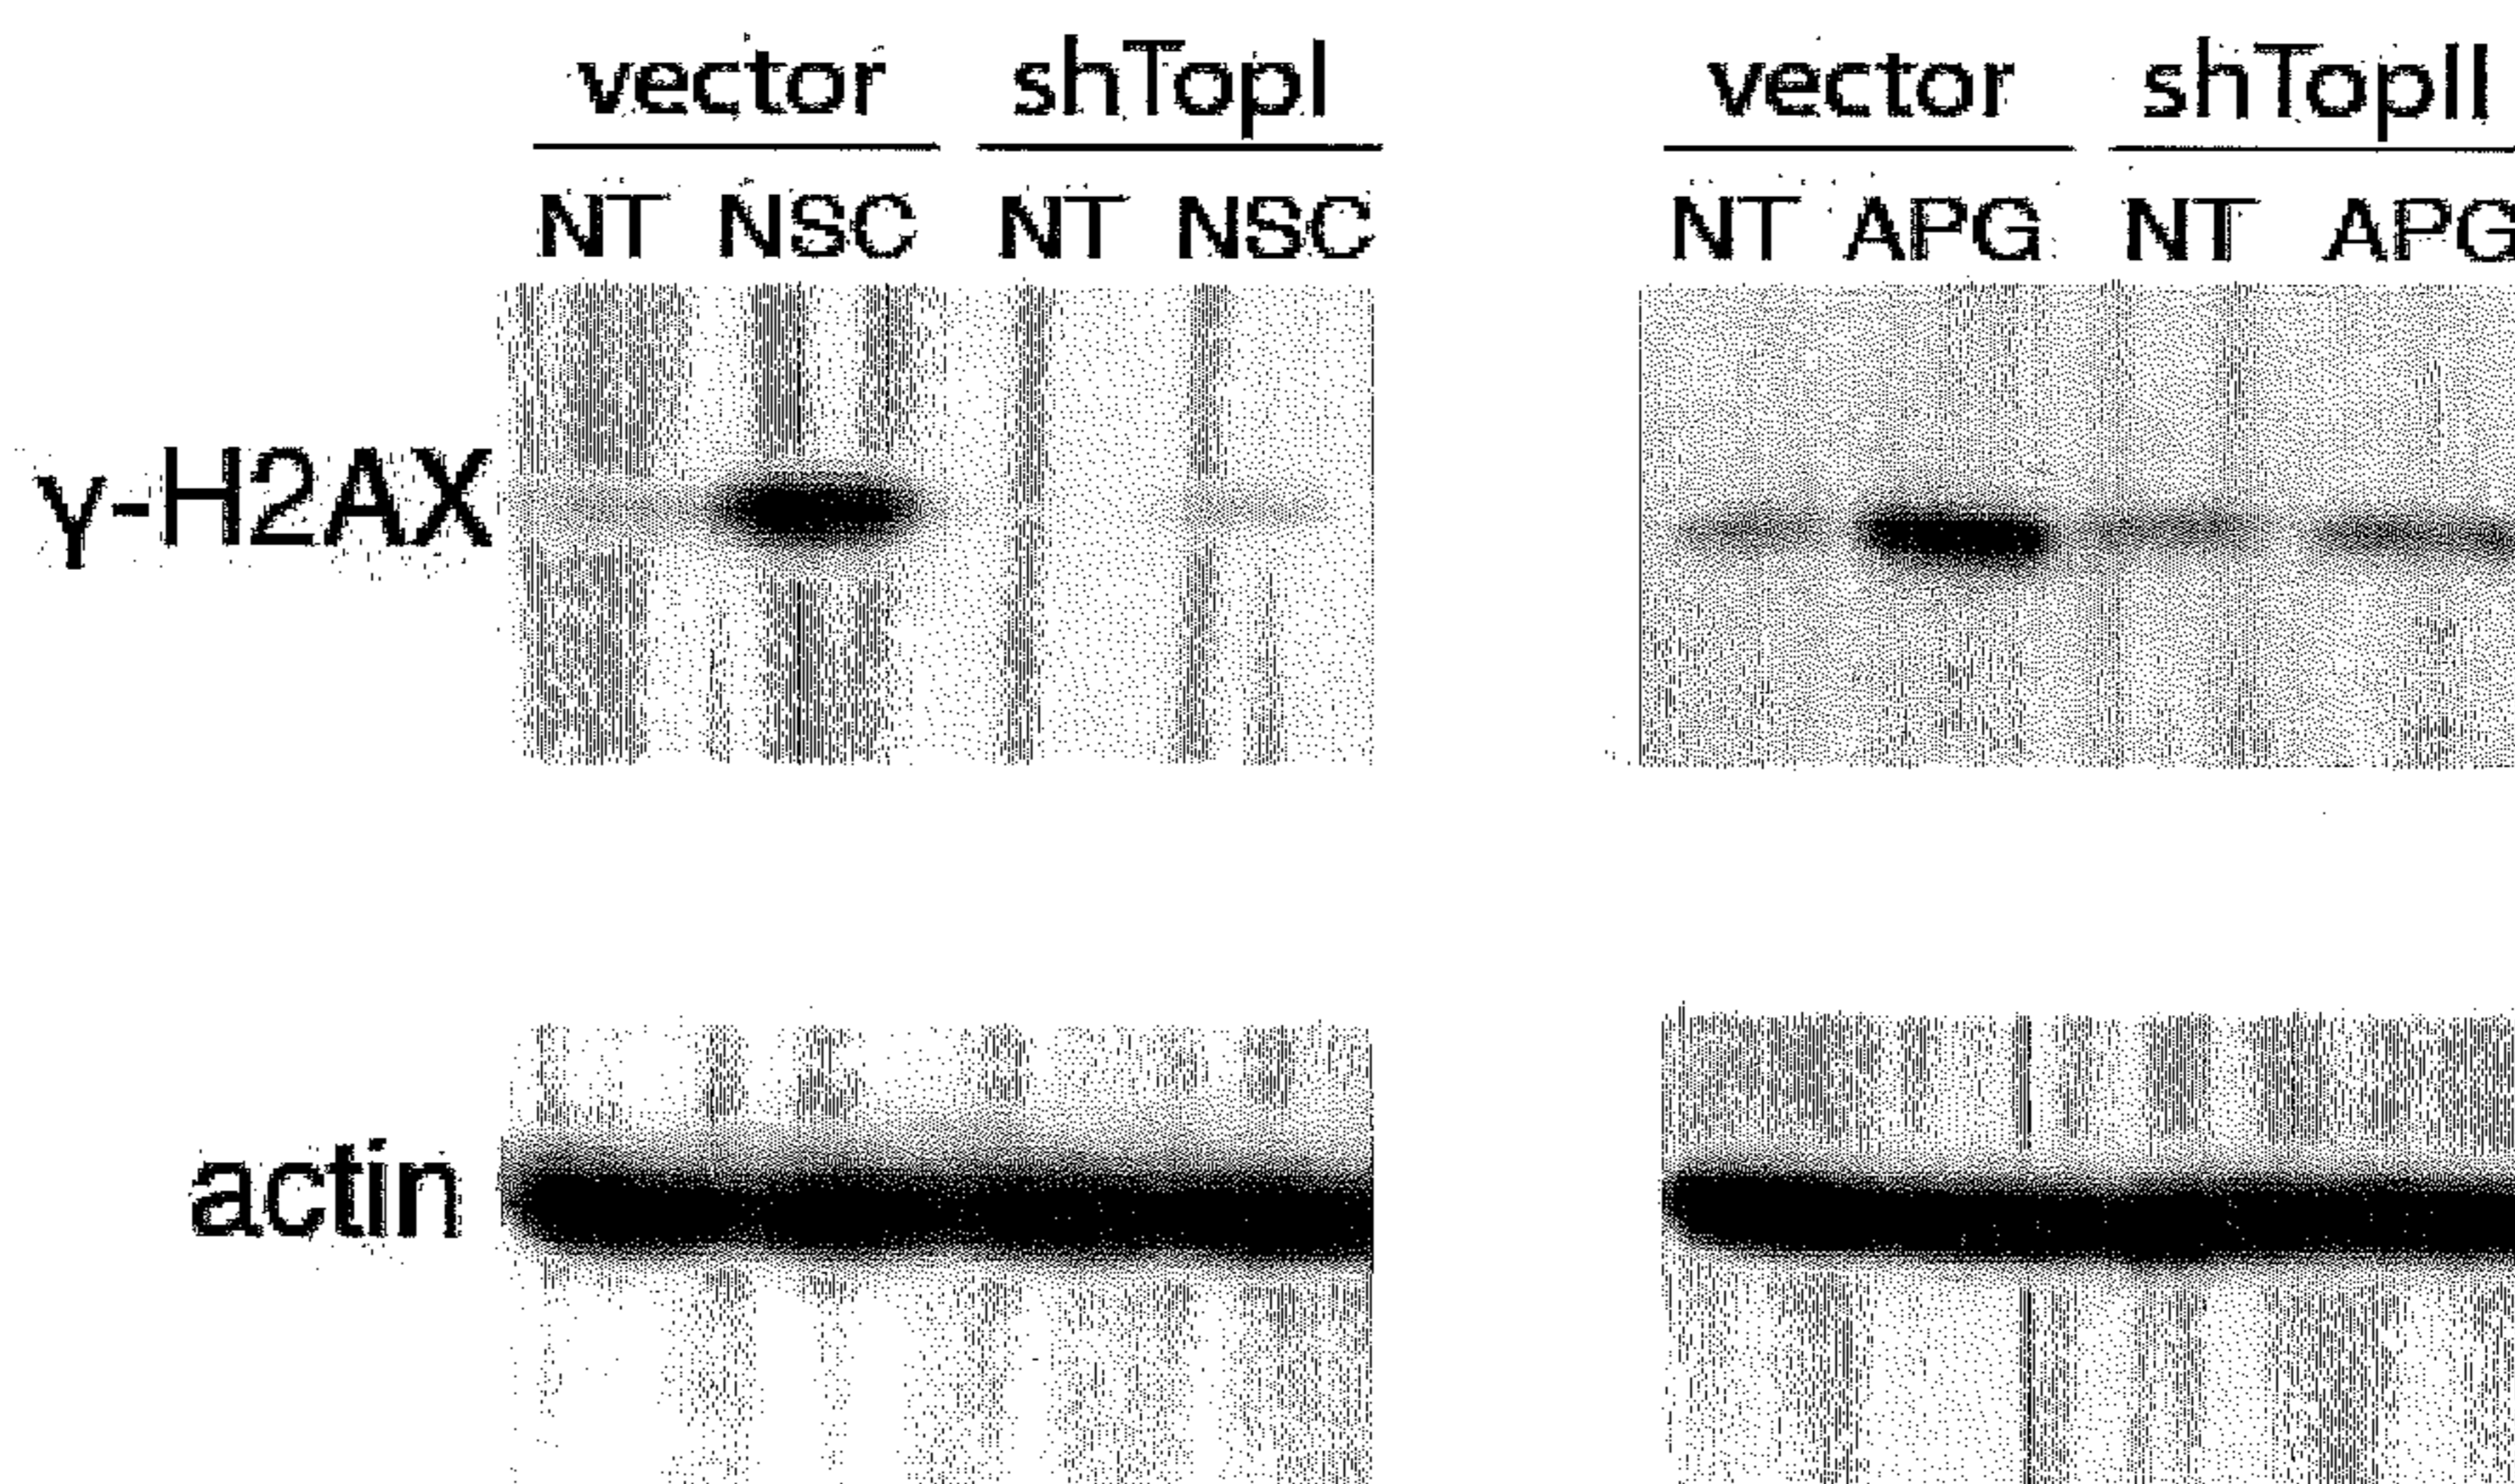 vector shTopI vector shTopII
NT NSC NT NSC NT APG NT APG
γ-H2AX
actin